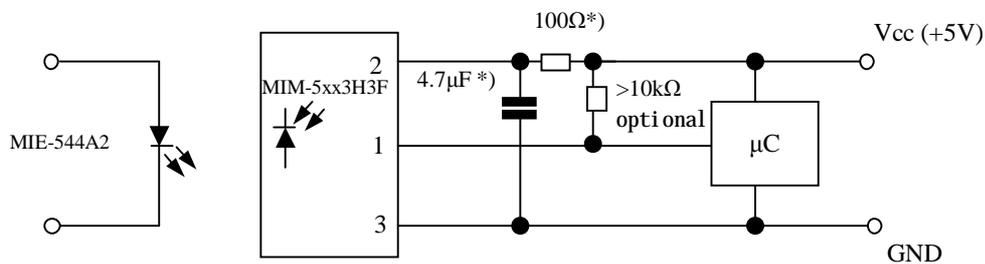 100Ω*)
Vcc (+5V)
2
4.7μF *)
MIM-5xx3H3F
>10kΩ
optional
MIE-544A2
1
μC
3
GND